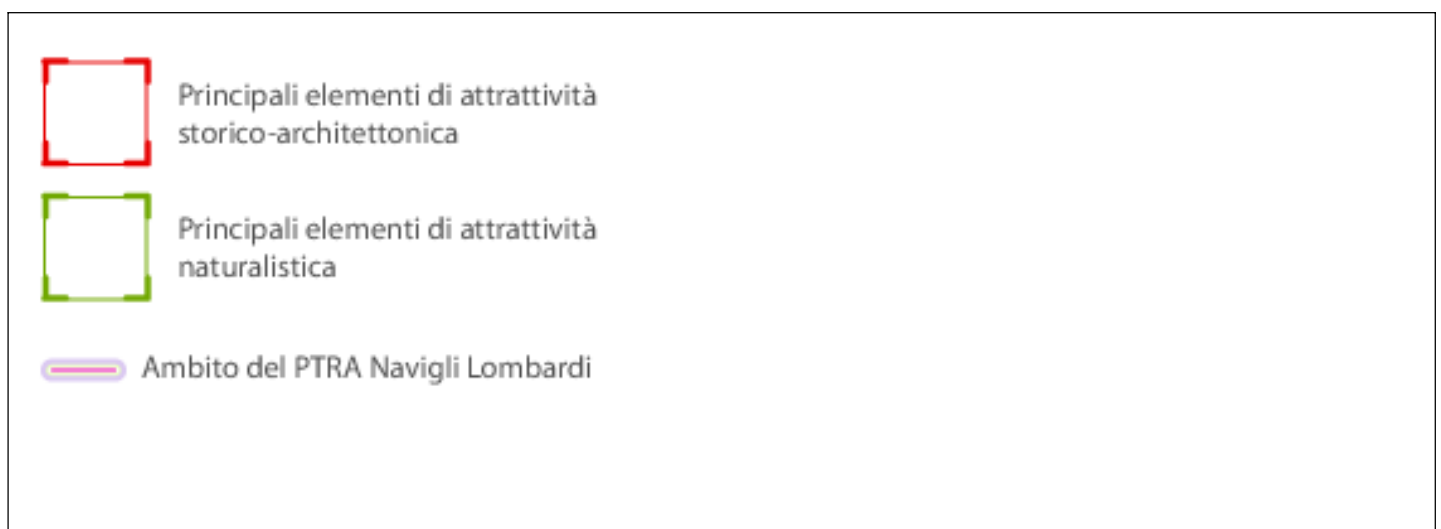 Principali elementi di attrattività
storico-architettonica
Principali elementi di attrattività
naturalistica
Ambito del PTRA Navigli Lombardi